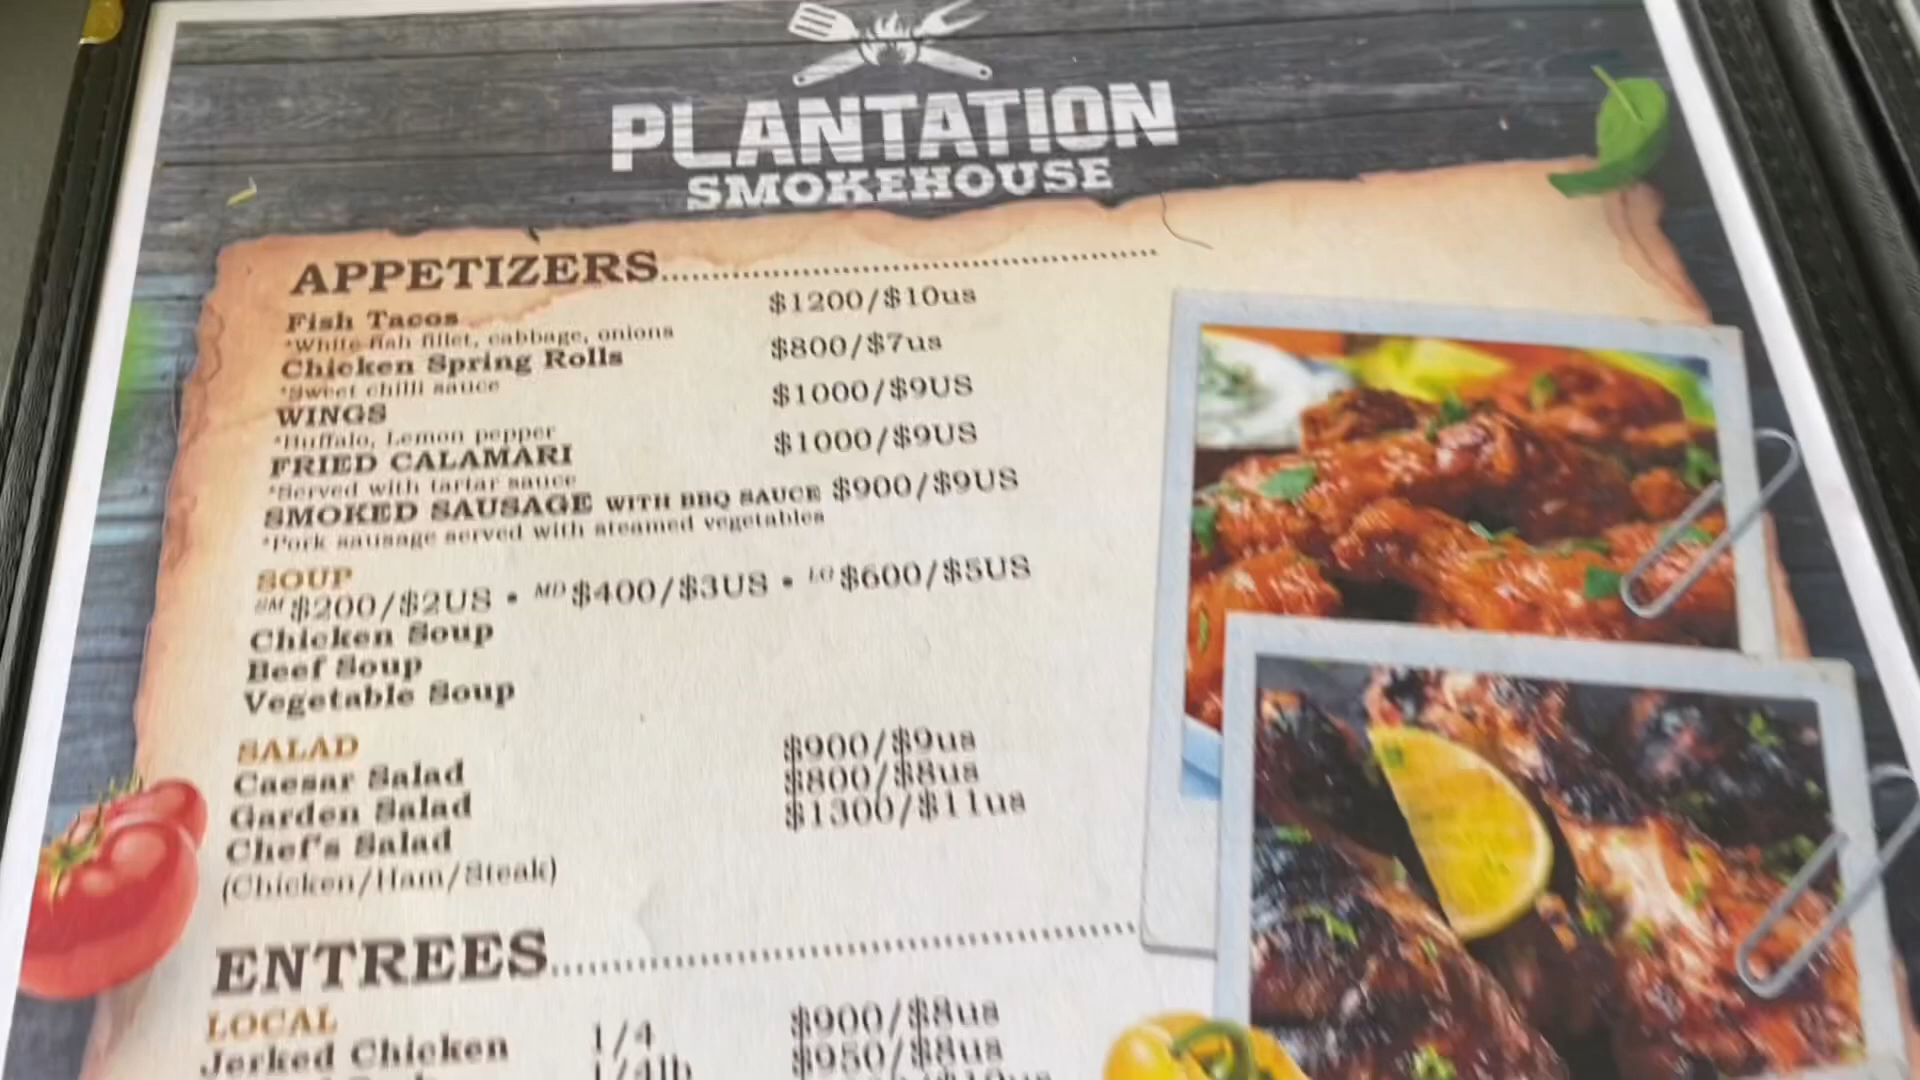 PLANTATION
SMOKEHOUSE
APPETIZERS
Fish Tacos $1200/$10us
*White fish fillet, cabbage, onions
Chicken Spring Rolls $800/$7us
*Sweet chilli sauce
WINGS $1000/$9US
*Buffalo, Lemon pepper
FRIED CALAMARI $1000/$9US
*Served with tartar sauce
SMOKED SAUSAGE WITH BBQ SAUCE $900/$9US
*Pork sausage served with steamed vegetables
SOUP
SM $200/$2US • MD $400/$3US • LG $600/$5US
Chicken Soup
Beef Soup
Vegetable Soup
SALAD
Caesar Salad $900/$9us
Garden Salad $800/$8us
Chef's Salad $1300/$11us
(Chicken/Ham/Steak)
ENTREES
LOCAL
Jerked Chicken 1/4 $900/$8us
1/4lb $950/$8us